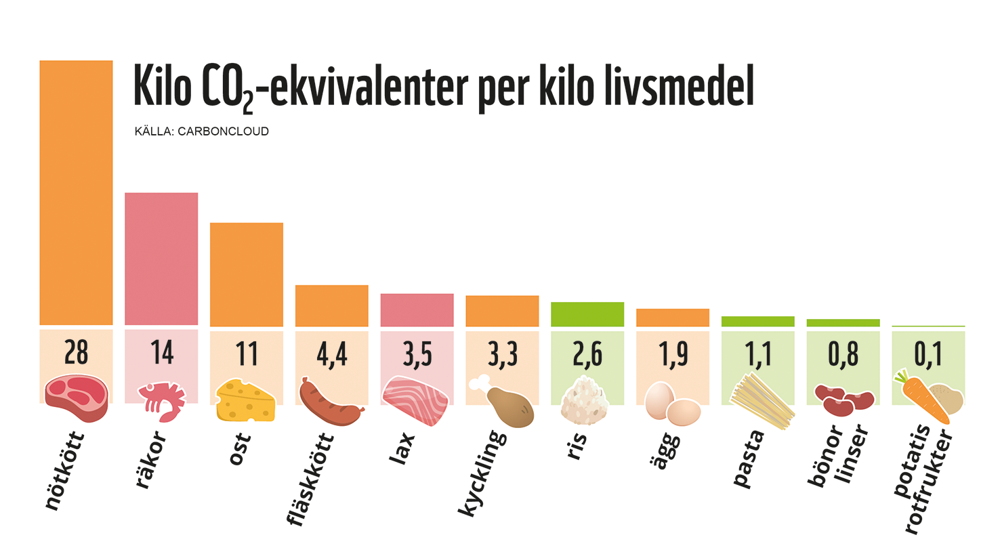 Kilo CO₂-ekvivalenter per kilo livsmedel
KÄLLA: CARBONCLOUD
28
14
11
4,4
3,5
3,3
2,6
1,9
1,1
0,8
0,1
nötkött
räkor
ost
fläskkött
lax
kyckling
ris
ägg
pasta
bönor
linser
potatis
rotfrukter